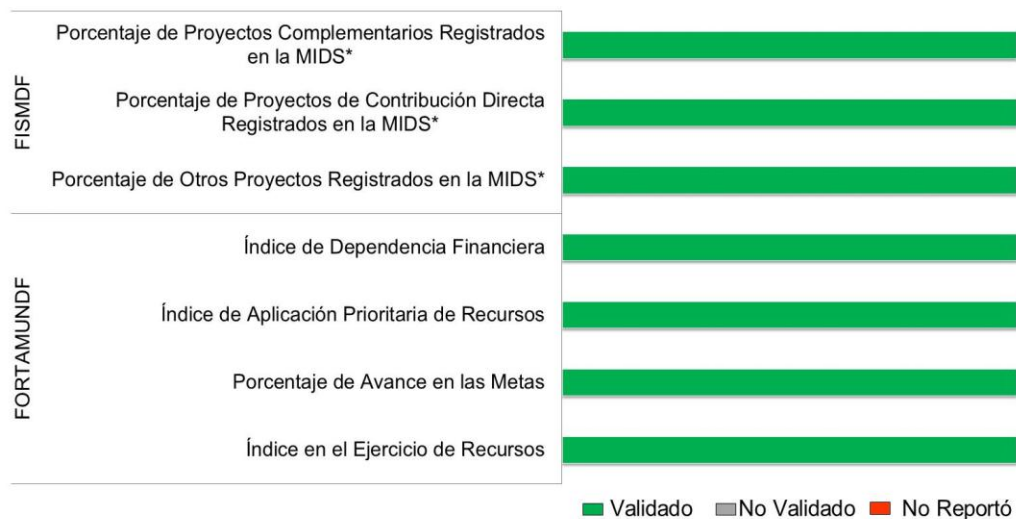 FISMDF
Porcentaje de Proyectos Complementarios Registrados
en la MIDS*
Porcentaje de Proyectos de Contribución Directa
Registrados en la MIDS*
Porcentaje de Otros Proyectos Registrados en la MIDS*
FORTAMUNDF
Índice de Dependencia Financiera
Índice de Aplicación Prioritaria de Recursos
Porcentaje de Avance en las Metas
Índice en el Ejercicio de Recursos
Validado No Validado No Reportó